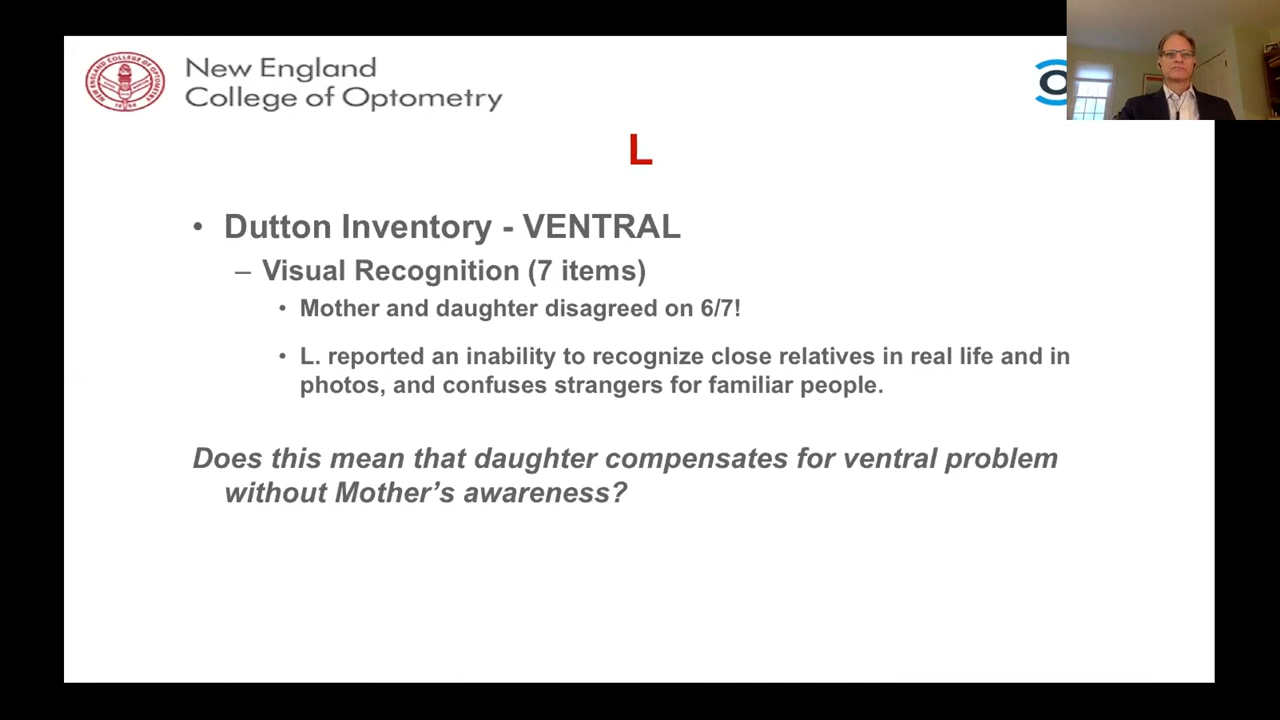 New England
College of Optometry
L
• Dutton Inventory - VENTRAL
– Visual Recognition (7 items)
• Mother and daughter disagreed on 6/7!
• L. reported an inability to recognize close relatives in real life and in
photos, and confuses strangers for familiar people.
Does this mean that daughter compensates for ventral problem
without Mother's awareness?